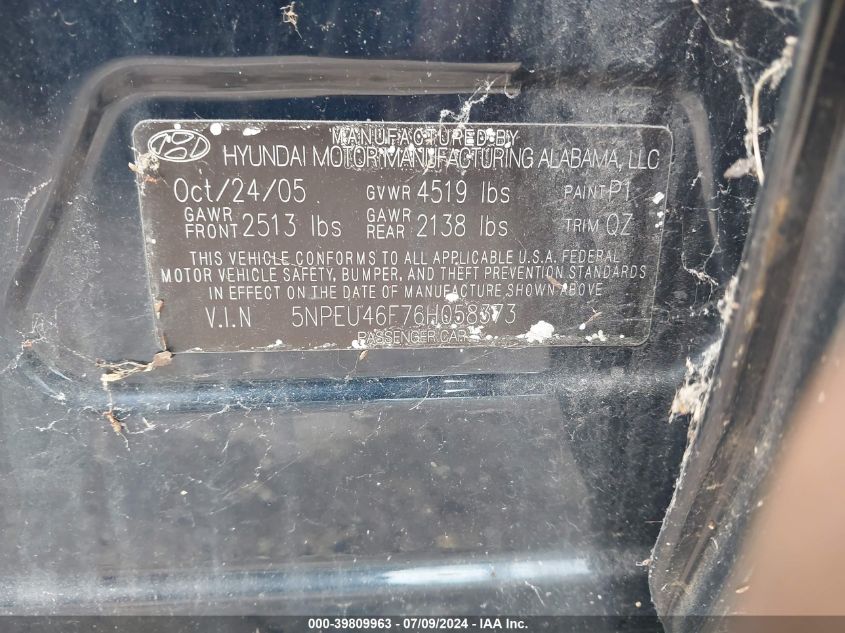 MANUFACTURED BY
HYUNDAI MOTOR MANUFACTURING ALABAMA, LLC
Oct/24/05 GVWR 4519 lbs PAINT P1
GAWR FRONT 2513 lbs GAWR REAR 2138 lbs TRIM QZ
THIS VEHICLE CONFORMS TO ALL APPLICABLE U.S.A. FEDERAL
MOTOR VEHICLE SAFETY, BUMPER, AND THEFT PREVENTION STANDARDS
IN EFFECT ON THE DATE OF MANUFACTURE SHOWN ABOVE
V.I.N 5NPEU46F76H058373
PASSENGER CAR
000-39809963 - 07/09/2024 - IAA Inc.